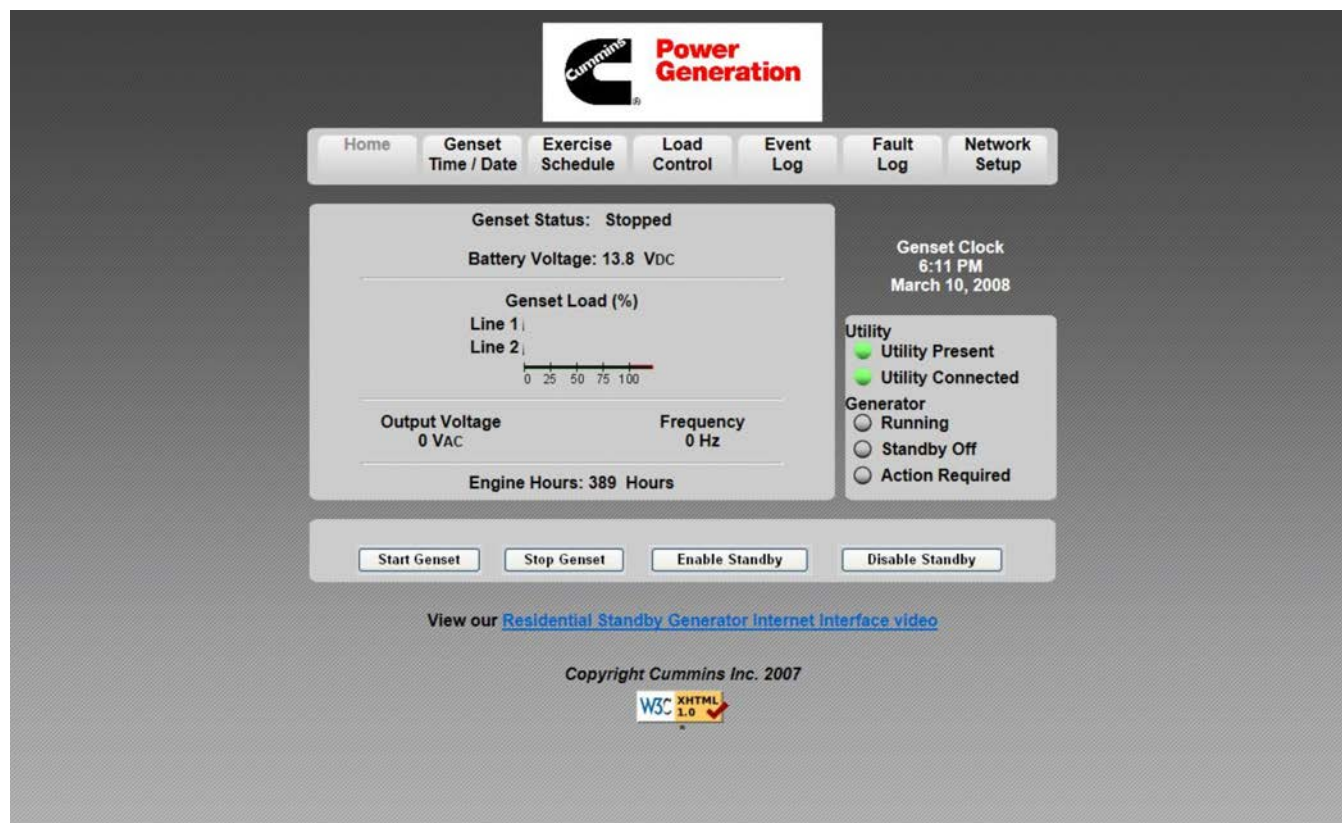 Cummins
Power
Generation
®
Home
Genset
Time / Date
Exercise
Schedule
Load
Control
Event
Log
Fault
Log
Network
Setup
Genset Status: Stopped
Battery Voltage: 13.8 VDC
Genset Load (%)
Line 1
Line 2
0 25 50 75 100
Output Voltage
0 VAC
Frequency
0 Hz
Engine Hours: 389 Hours
Genset Clock
6:11 PM
March 10, 2008
Utility
Utility Present
Utility Connected
Generator
Running
Standby Off
Action Required
Start Genset Stop Genset Enable Standby Disable Standby
View our Residential Standby Generator Internet Interface video
Copyright Cummins Inc. 2007
W3C XHTML
1.0